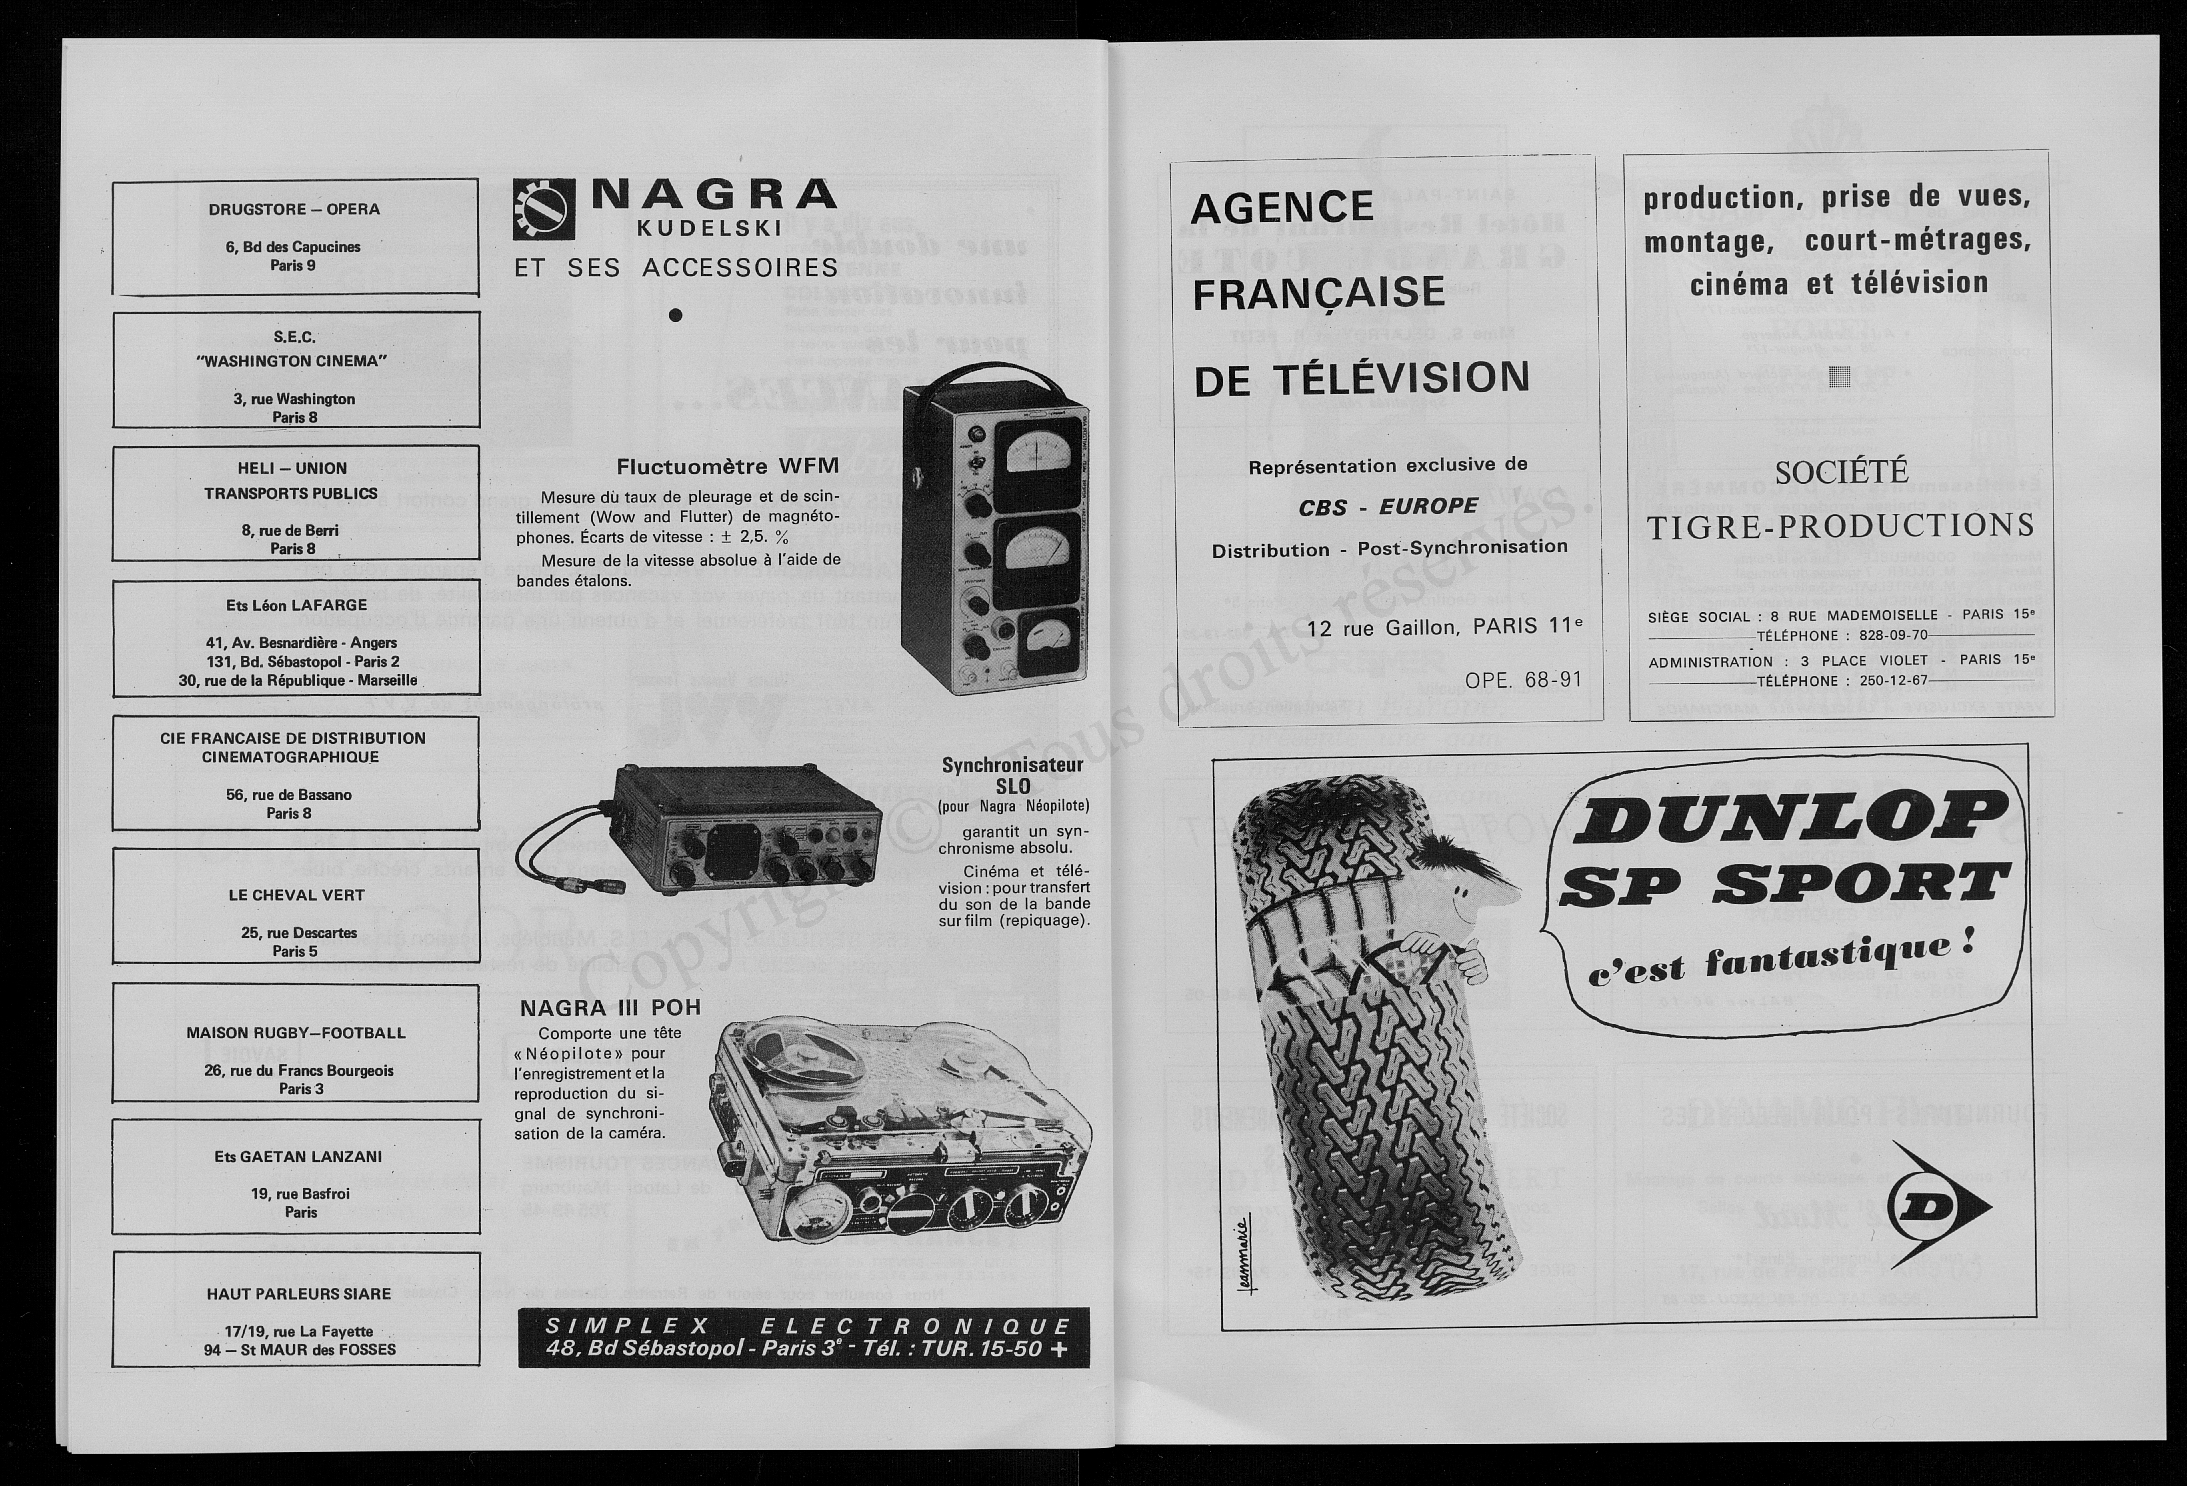 DRUGSTORE – OPERA
6, Bd des Capucines
Paris 9
S.E.C.
"WASHINGTON CINEMA"
3, rue Washington
Paris 8
HELI – UNION
TRANSPORTS PUBLICS
8, rue de Berri
Paris 8
Ets Léon LAFARGE
41, Av. Besnardière - Angers
131, Bd. Sébastopol - Paris 2
30, rue de la République - Marseille
CIE FRANCAISE DE DISTRIBUTION
CINEMATOGRAPHIQUE
56, rue de Bassano
Paris 8
LE CHEVAL VERT
25, rue Descartes
Paris 5
MAISON RUGBY–FOOTBALL
26, rue du Francs Bourgeois
Paris 3
Ets GAETAN LANZANI
19, rue Basfroi
Paris
HAUT PARLEURS SIARE
17/19, rue La Fayette
94 – St MAUR des FOSSES
NAGRA
KUDELSKI
ET SES ACCESSOIRES
Fluctuomètre WFM
Mesure du taux de pleurage et de scin-
tillement (Wow and Flutter) de magnéto-
phones. Écarts de vitesse : ± 2,5. %
Mesure de la vitesse absolue à l'aide de
bandes étalons.
Synchronisateur
SLO
(pour Nagra Néopilote)
garantit un syn-
chronisme absolu.
Cinéma et télé-
vision : pour transfert
du son de la bande
sur film (repiquage).
NAGRA III POH
Comporte une tête
«Néopilote» pour
l'enregistrement et la
reproduction du si-
gnal de synchroni-
sation de la caméra.
SIMPLEX ELECTRONIQUE
48, Bd Sébastopol - Paris 3e - Tél. : TUR. 15-50 +
AGENCE
FRANÇAISE
DE TÉLÉVISION
Représentation exclusive de
CBS - EUROPE
Distribution - Post-Synchronisation
12 rue Gaillon, PARIS 11e
OPE. 68-91
production, prise de vues,
montage, court-métrages,
cinéma et télévision
SOCIÉTÉ
TIGRE-PRODUCTIONS
SIÈGE SOCIAL : 8 RUE MADEMOISELLE - PARIS 15e
TÉLÉPHONE : 828-09-70
ADMINISTRATION : 3 PLACE VIOLET - PARIS 15e
TÉLÉPHONE : 250-12-67
DUNLOP
SP SPORT
c'est fantastique !
D
Jeanmarie
Copyright © - Tous droits réservés.